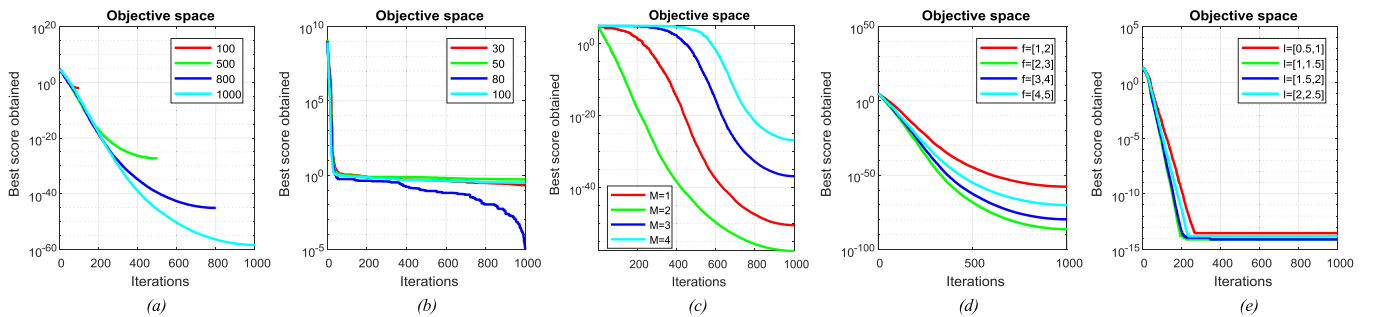 Objective space
Best score obtained
10^20
10^0
10^-20
10^-40
10^-60
100
500
800
1000
0 200 400 600 800 1000
Iterations
(a)
Objective space
Best score obtained
10^10
10^5
10^0
10^-5
30
50
80
100
0 200 400 600 800 1000
Iterations
(b)
Objective space
Best score obtained
10^0
10^-20
10^-40
M=1
M=2
M=3
M=4
200 400 600 800 1000
Iterations
(c)
Objective space
Best score obtained
10^50
10^0
10^-50
10^-100
f=[1,2]
f=[2,3]
f=[3,4]
f=[4,5]
0 500 1000
Iterations
(d)
Objective space
Best score obtained
10^5
10^0
10^-5
10^-10
10^-15
l=[0.5,1]
l=[1,1.5]
l=[1.5,2]
l=[2,2.5]
0 200 400 600 800 1000
Iterations
(e)